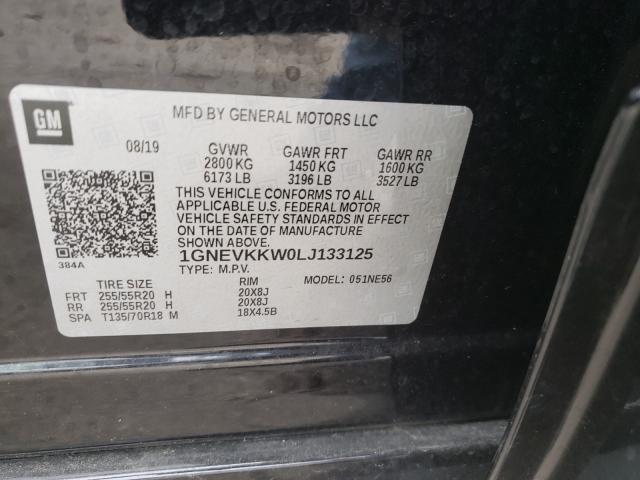 GM
MFD BY GENERAL MOTORS LLC
08/19 GVWR GAWR FRT GAWR RR
2800 KG 1450 KG 1600 KG
6173 LB 3196 LB 3527 LB
THIS VEHICLE CONFORMS TO ALL
APPLICABLE U.S. FEDERAL MOTOR
VEHICLE SAFETY STANDARDS IN EFFECT
ON THE DATE OF MANUFACTURE
SHOWN ABOVE.
384A
1GNEVKKW0LJ133125
TYPE: M.P.V. MODEL: 051NE56
TIRE SIZE RIM
FRT 255/55R20 H 20X8J
RR 255/55R20 H 20X8J
SPA T135/70R18 M 18X4.5B